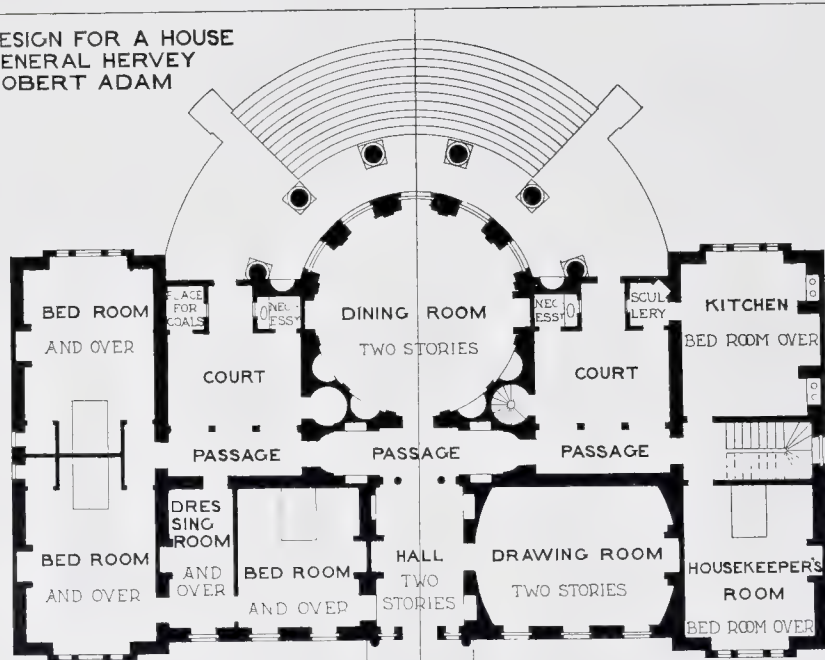 ESIGN FOR A HOUSE
ENERAL HERVEY
OBERT ADAM
BED ROOM
AND OVER
PLACE
FOR
COALS
NEC-
ESSY
DINING ROOM
TWO STORIES
NEC
ESSY
SCUL
LERY
KITCHEN
BED ROOM OVER
COURT
COURT
PASSAGE
PASSAGE
PASSAGE
BED ROOM
AND OVER
DRES
SING
ROOM
AND
OVER
BED ROOM
AND OVER
HALL
TWO
STORIES
DRAWING ROOM
TWO STORIES
HOUSEKEEPER'S
ROOM
BED ROOM OVER